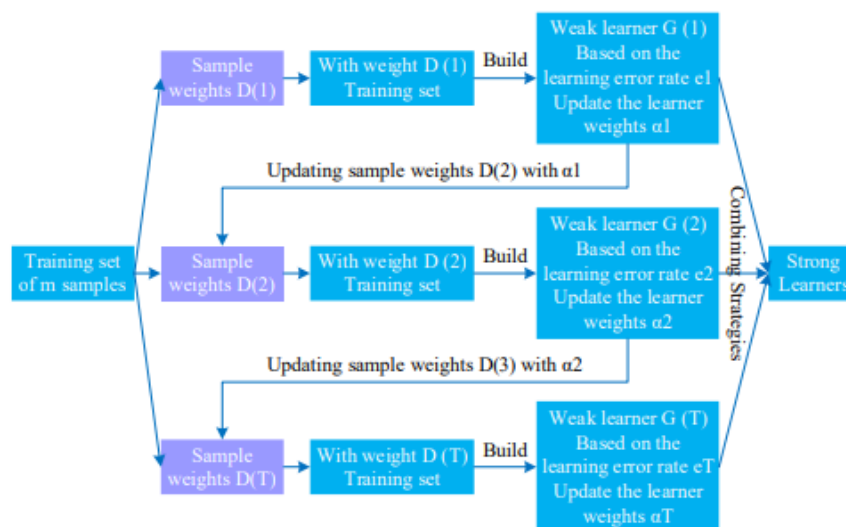 Sample
weights D(1)
With weight D (1)
Training set
Build
Weak learner G (1)
Based on the
learning error rate e1
Update the learner
weights α1
Updating sample weights D(2) with α1
Training set
of m samples
Sample
weights D(2)
With weight D (2)
Training set
Build
Weak learner G (2)
Based on the
learning error rate e2
Update the learner
weights α2
Combining Strategies
Strong
Learners
Updating sample weights D(3) with α2
Sample
weights D(T)
With weight D (T)
Training set
Build
Weak learner G (T)
Based on the
learning error rate eT
Update the learner
weights αT